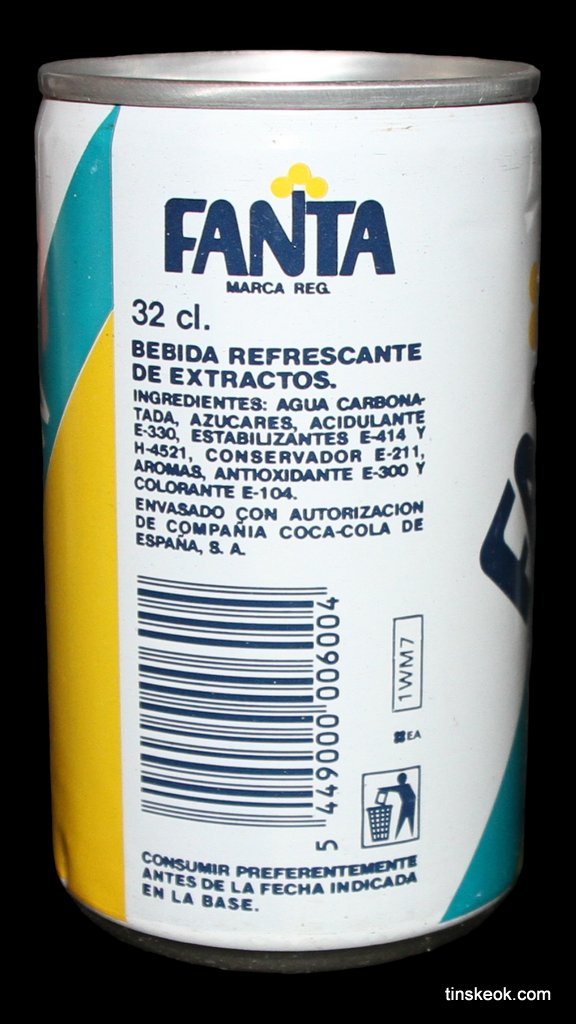 FANTA
MARCA REG.
32 cl.
BEBIDA REFRESCANTE
DE EXTRACTOS.
INGREDIENTES: AGUA CARBONA-
TADA, AZUCARES, ACIDULANTE
E-330, ESTABILIZANTES E-414 Y
H-4521, CONSERVADOR E-211,
AROMAS, ANTIOXIDANTE E-300 Y
COLORANTE E-104.
ENVASADO CON AUTORIZACION
DE COMPAÑIA COCA-COLA DE
ESPAÑA, S. A.
5 449000 006004
1WM7
EA
CONSUMIR PREFERENTEMENTE
ANTES DE LA FECHA INDICADA
EN LA BASE.
tinskeok.com